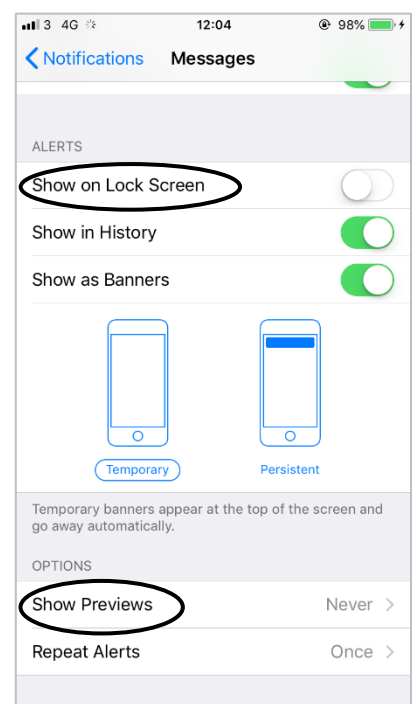 3 4G 12:04 98%
Notifications Messages
ALERTS
Show on Lock Screen
Show in History
Show as Banners
Temporary Persistent
Temporary banners appear at the top of the screen and
go away automatically.
OPTIONS
Show Previews Never
Repeat Alerts Once